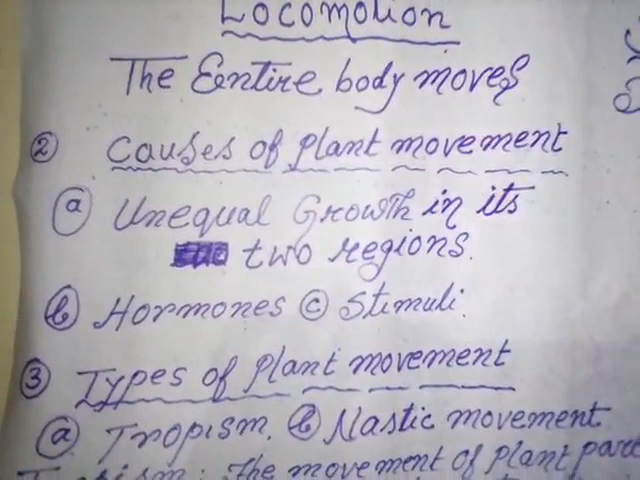 Locomotion
The Entire body moves
② Causes of plant movement
ⓐ Unequal Growth in its
two regions.
ⓑ Hormones ⓒ Stimuli.
③ Types of plant movement
ⓐ Tropism. ⓑ Nastic movement
Tropism: The movement of plant part